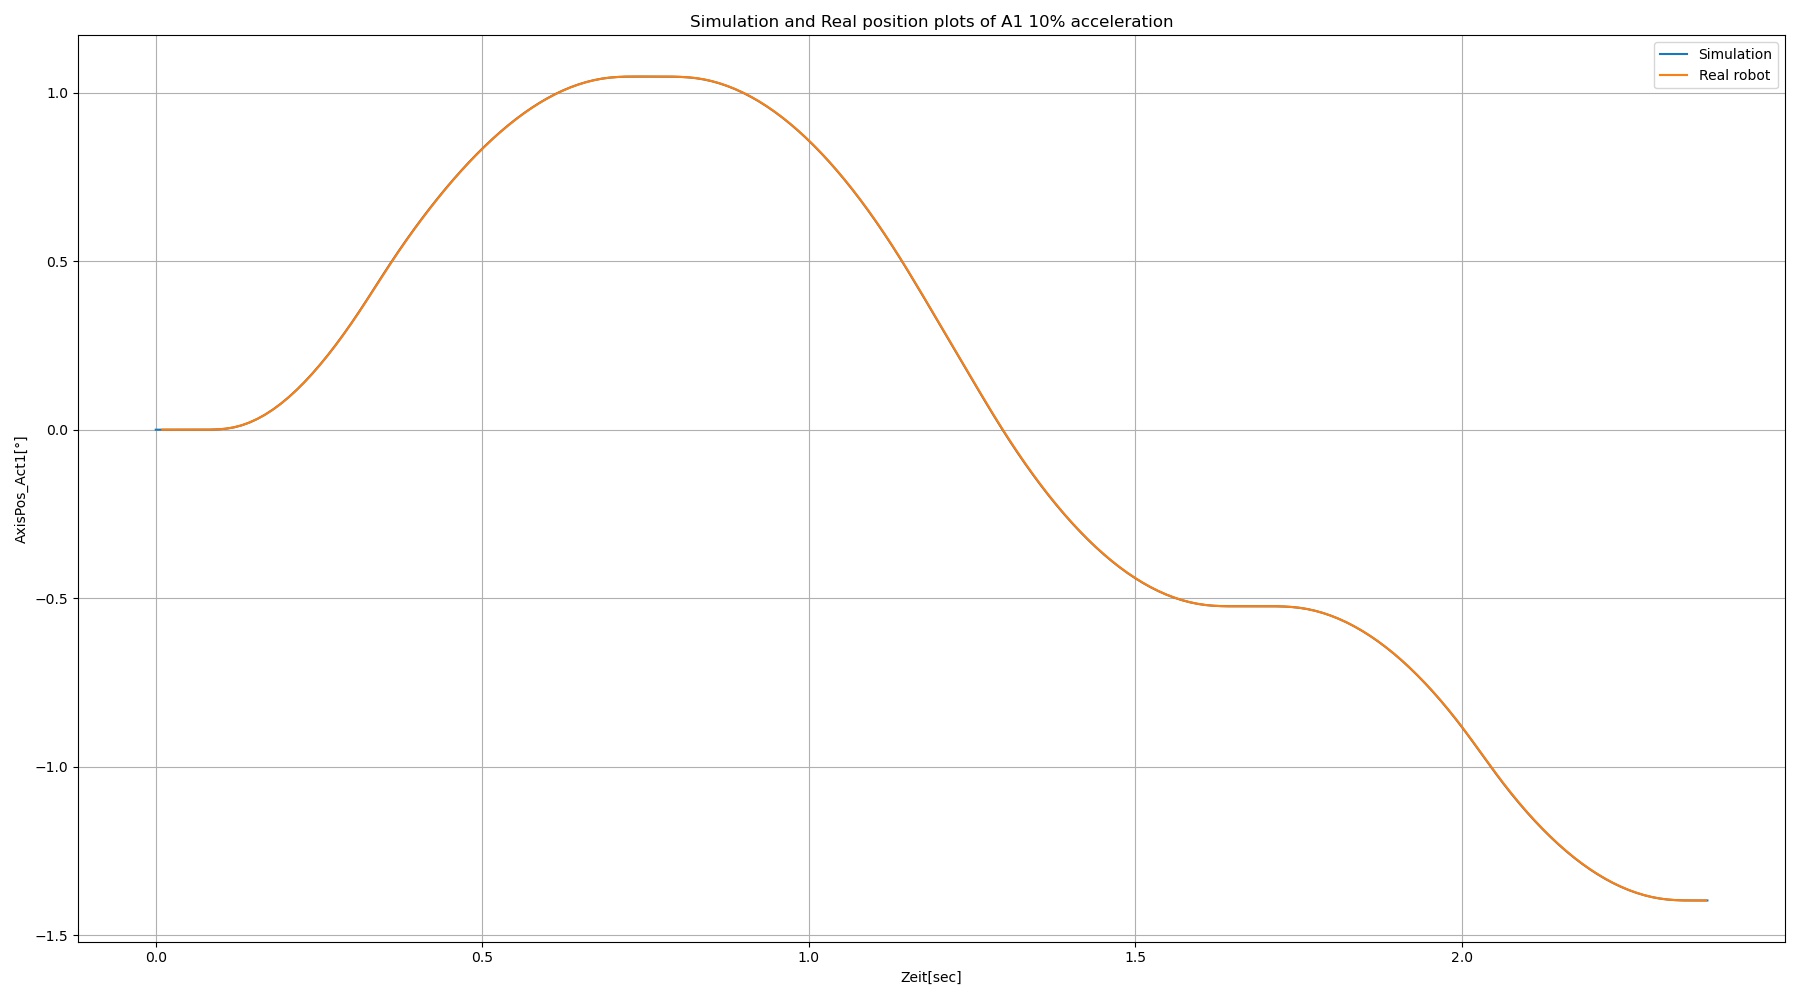 Simulation and Real position plots of A1 10% acceleration
Simulation
Real robot
AxisPos_Act1[°]
1.0
0.5
0.0
−0.5
−1.0
−1.5
0.0
0.5
1.0
1.5
2.0
Zeit[sec]